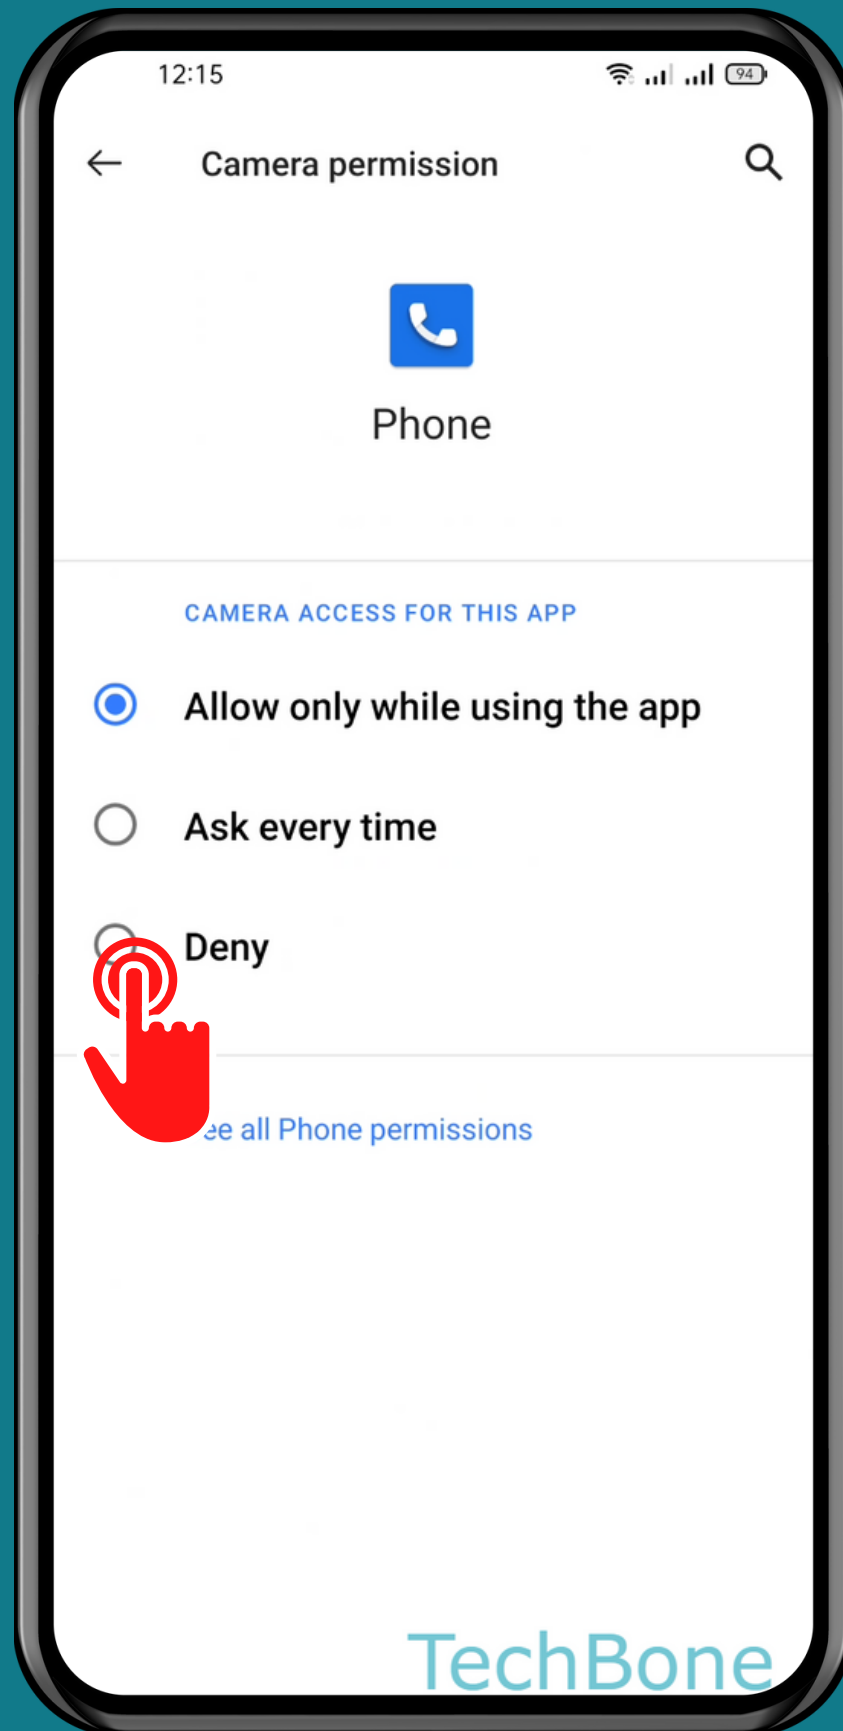 12:15
94
Camera permission
Phone
CAMERA ACCESS FOR THIS APP
Allow only while using the app
Ask every time
Deny
ee all Phone permissions
TechBone